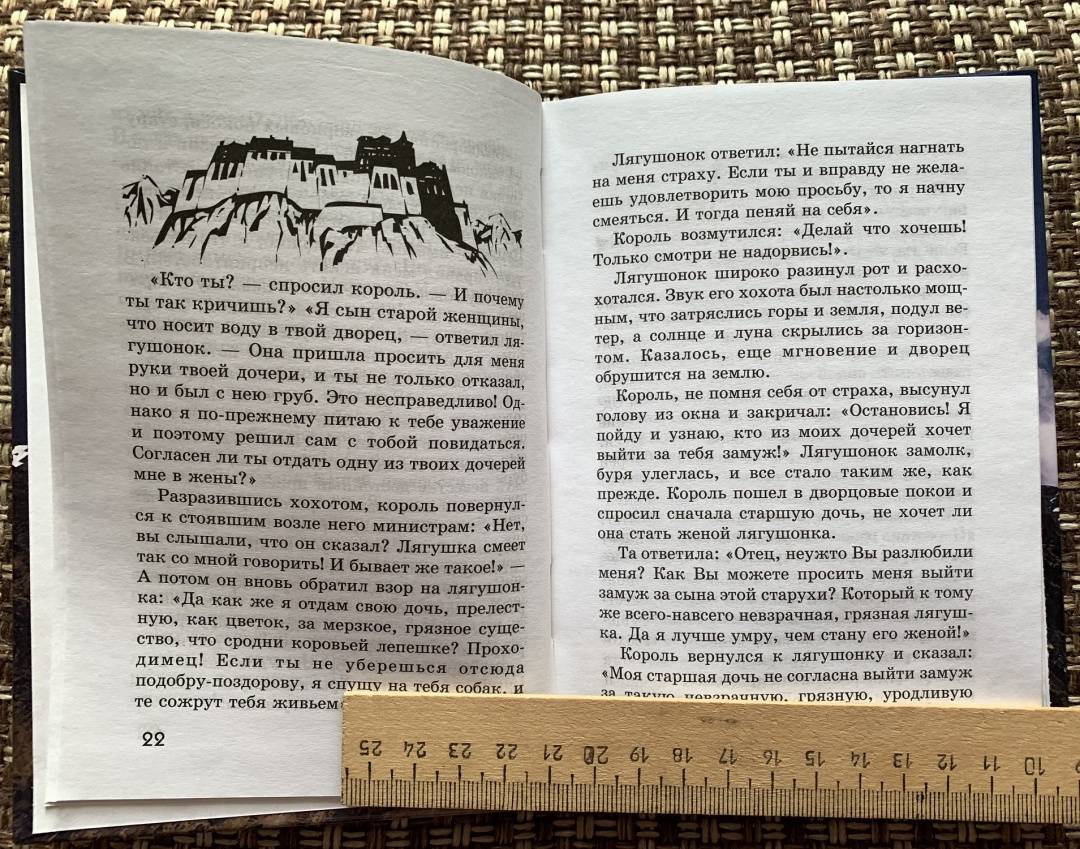 «Кто ты? — спросил король. — И почему
ты так кричишь?» «Я сын старой женщины,
что носит воду в твой дворец, — ответил ля-
гушонок. — Она пришла просить для меня
руки твоей дочери, и ты не только отказал,
но и был с нею груб. Это несправедливо! Од-
нако я по-прежнему питаю к тебе уважение
и поэтому решил сам с тобой повидаться.
Согласен ли ты отдать одну из твоих дочерей
мне в жены?»
Разразившись хохотом, король повернул-
ся к стоявшим возле него министрам: «Нет,
вы слышали, что он сказал? Лягушка смеет
так со мной говорить! И бывает же такое!» —
А потом он вновь обратил взор на лягушон-
ка: «Да как же я отдам свою дочь, прелест-
ную, как цветок, за мерзкое, грязное суще-
ство, что сродни коровьей лепешке? Прохо-
димец! Если ты не уберешься отсюда
подобру-поздорову, я спущу на тебя собак, и
те сожрут тебя живьем
22
Лягушонок ответил: «Не пытайся нагнать
на меня страху. Если ты и вправду не жела-
ешь удовлетворить мою просьбу, то я начну
смеяться. И тогда пеняй на себя».
Король возмутился: «Делай что хочешь!
Только смотри не надорвись!».
Лягушонок широко разинул рот и расхо-
хотался. Звук его хохота был настолько мощ-
ным, что затряслись горы и земля, подул ве-
тер, а солнце и луна скрылись за горизон-
том. Казалось, еще мгновение и дворец
обрушится на землю.
Король, не помня себя от страха, высунул
голову из окна и закричал: «Остановись! Я
пойду и узнаю, кто из моих дочерей хочет
выйти за тебя замуж!» Лягушонок замолк,
буря улеглась, и все стало таким же, как
прежде. Король пошел в дворцовые покои и
спросил сначала старшую дочь, не хочет ли
она стать женой лягушонка.
Та ответила: «Отец, неужто Вы разлюбили
меня? Как Вы можете просить меня выйти
замуж за сына этой старухи? Который к тому
же всего-навсего невзрачная, грязная лягуш-
ка. Да я лучше умру, чем стану его женой!»
Король вернулся к лягушонку и сказал:
«Моя старшая дочь не согласна выйти замуж
за такую невзрачную, грязную, уродливую
25 24 23 22 21 20 19 18 17 16 15 14 13 12 11 10